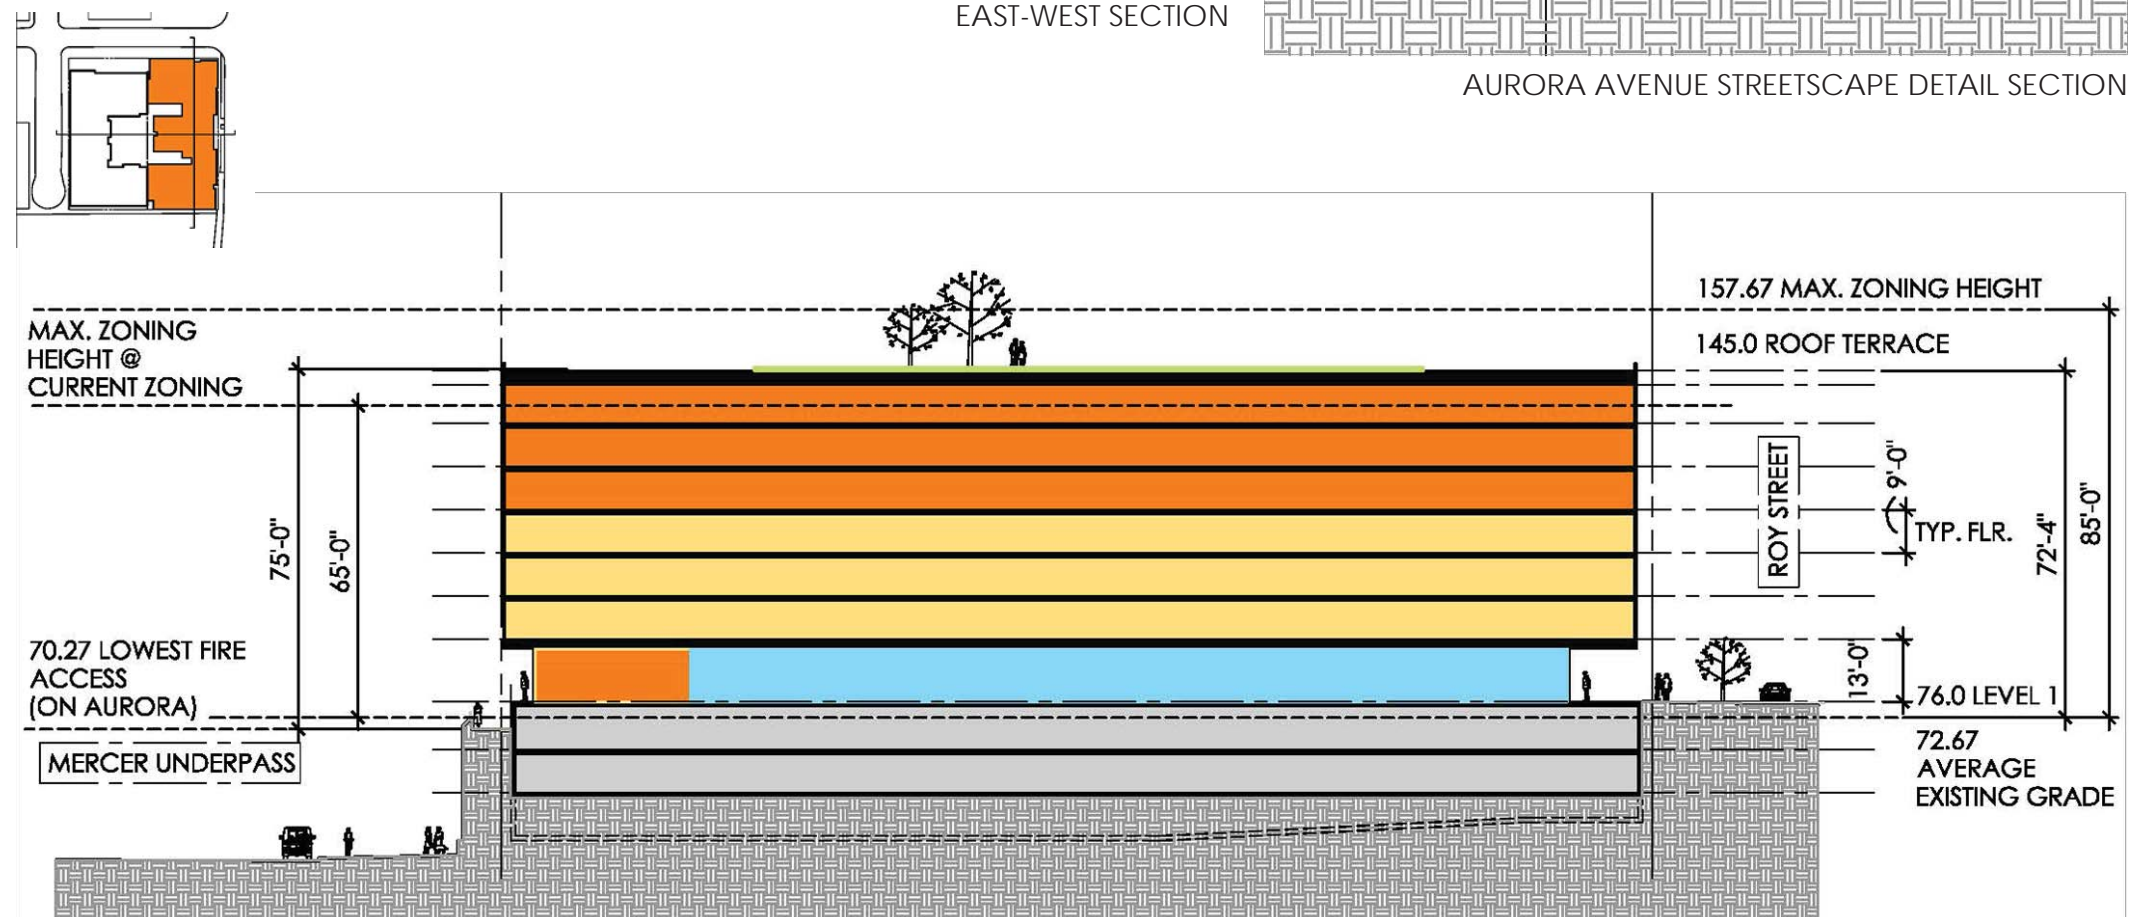 EAST-WEST SECTION
AURORA AVENUE STREETSCAPE DETAIL SECTION
157.67 MAX. ZONING HEIGHT
MAX. ZONING
HEIGHT @
CURRENT ZONING
145.0 ROOF TERRACE
75'-0"
65'-0"
ROY STREET
9'-0"
TYP. FLR.
72'-4"
85'-0"
70.27 LOWEST FIRE
ACCESS
(ON AURORA)
13'-0"
76.0 LEVEL 1
MERCER UNDERPASS
72.67
AVERAGE
EXISTING GRADE